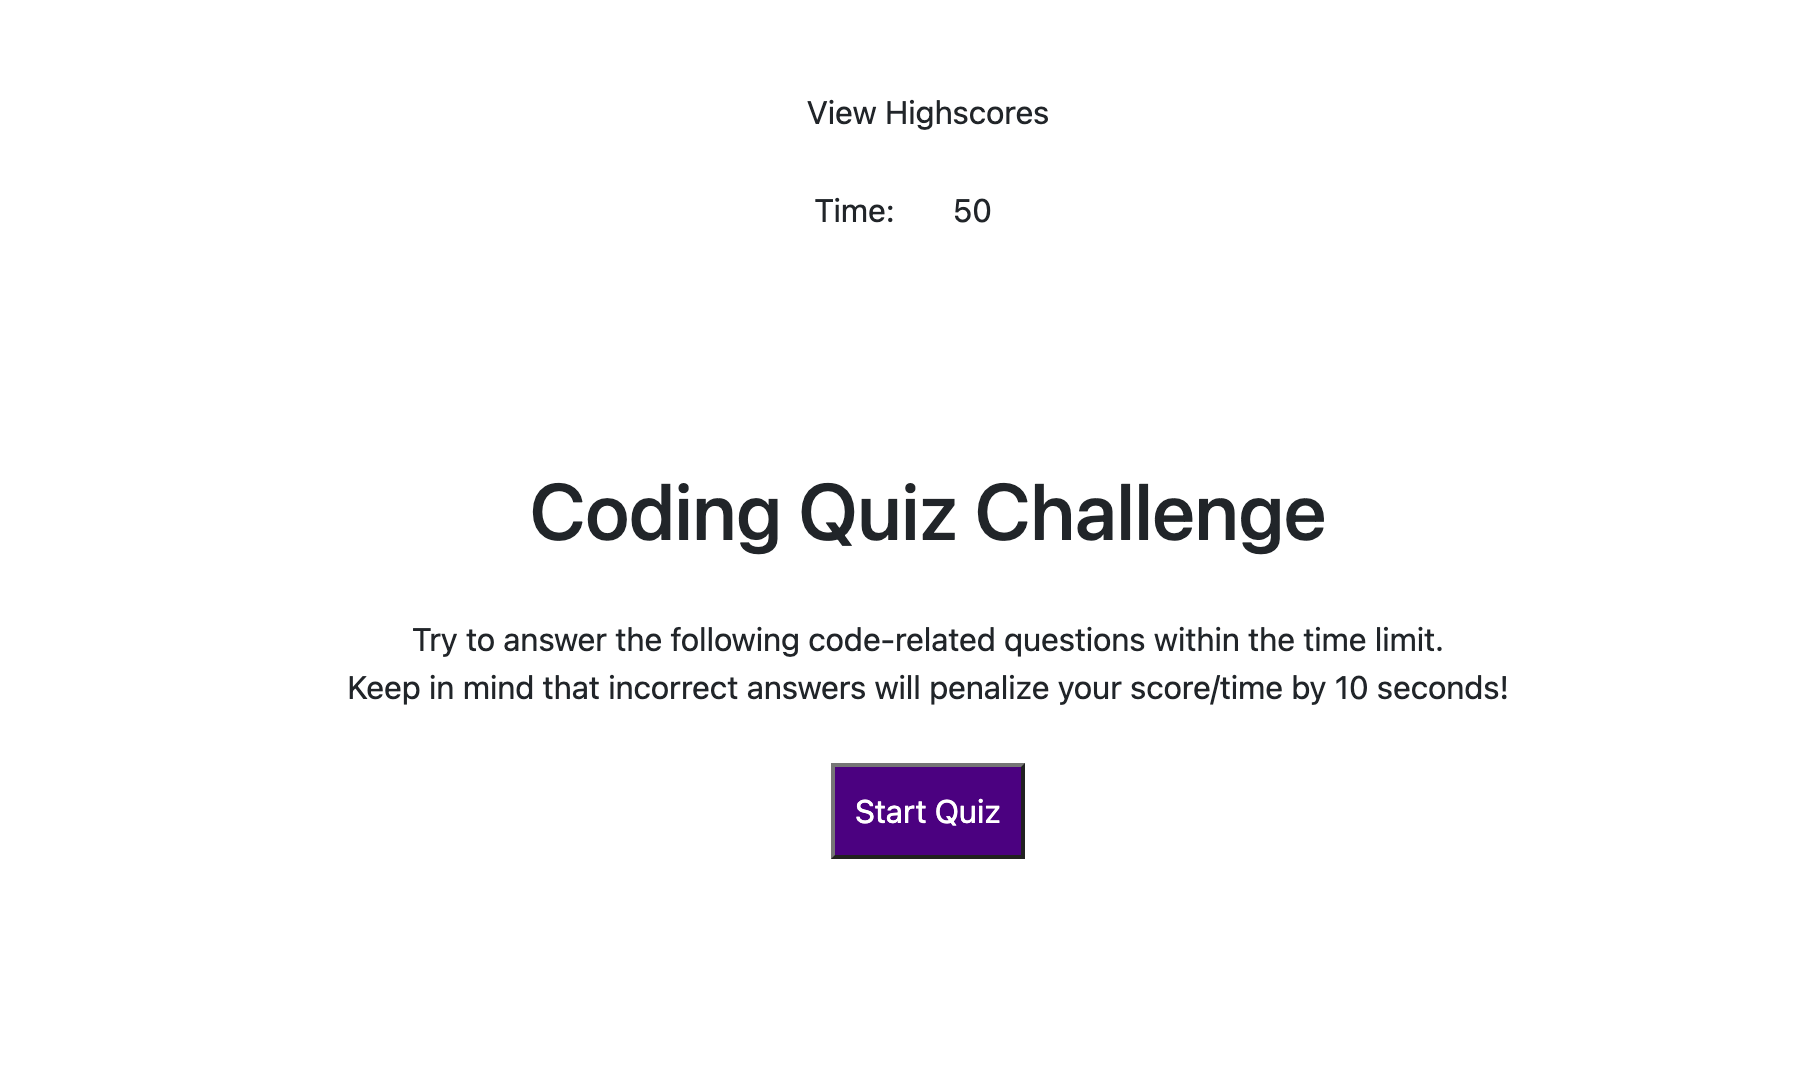 View Highscores
Time: 50
Coding Quiz Challenge
Try to answer the following code-related questions within the time limit.
Keep in mind that incorrect answers will penalize your score/time by 10 seconds!
Start Quiz